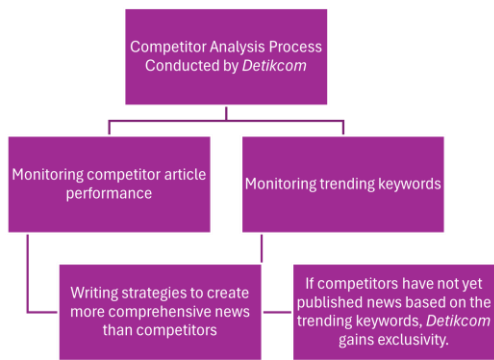 Competitor Analysis Process
Conducted by Detikcom
Monitoring competitor article
performance
Monitoring trending keywords
Writing strategies to create
more comprehensive news
than competitors
If competitors have not yet
published news based on the
trending keywords, Detikcom
gains exclusivity.